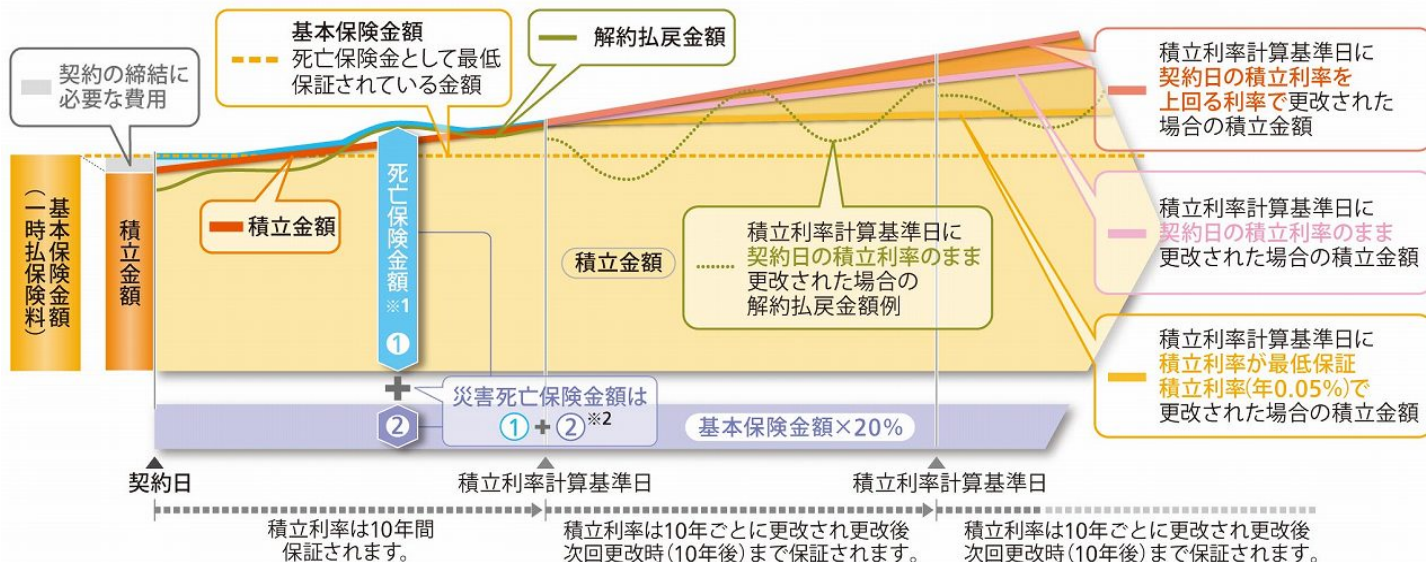 契約の締結に
必要な費用
基本保険金額
死亡保険金として最低
保証されている金額
解約払戻金額
積立利率計算基準日に
契約日の積立利率を
上回る利率で更改された
場合の積立金額
基本保険金額
(一時払保険料)
積立金額
積立金額
死亡保険金額
※1
1
積立金額
積立利率計算基準日に
契約日の積立利率のまま
更改された場合の
解約払戻金額例
積立利率計算基準日に
契約日の積立利率のまま
更改された場合の積立金額
積立利率計算基準日に
積立利率が最低保証
積立利率(年0.05%)で
更改された場合の積立金額
+
2
災害死亡保険金額は
①+②※2
基本保険金額×20%
契約日
積立利率計算基準日
積立利率計算基準日
積立利率は10年間
保証されます。
積立利率は10年ごとに更改され更改後
次回更改時(10年後)まで保証されます。
積立利率は10年ごとに更改され更改後
次回更改時(10年後)まで保証されます。